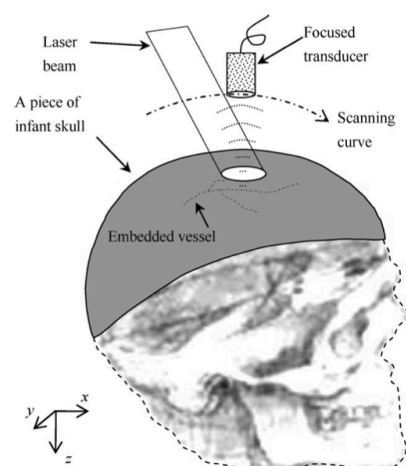 Laser
beam
Focused
transducer
A piece of
infant skull
Scanning
curve
Embedded vessel
x
y
z